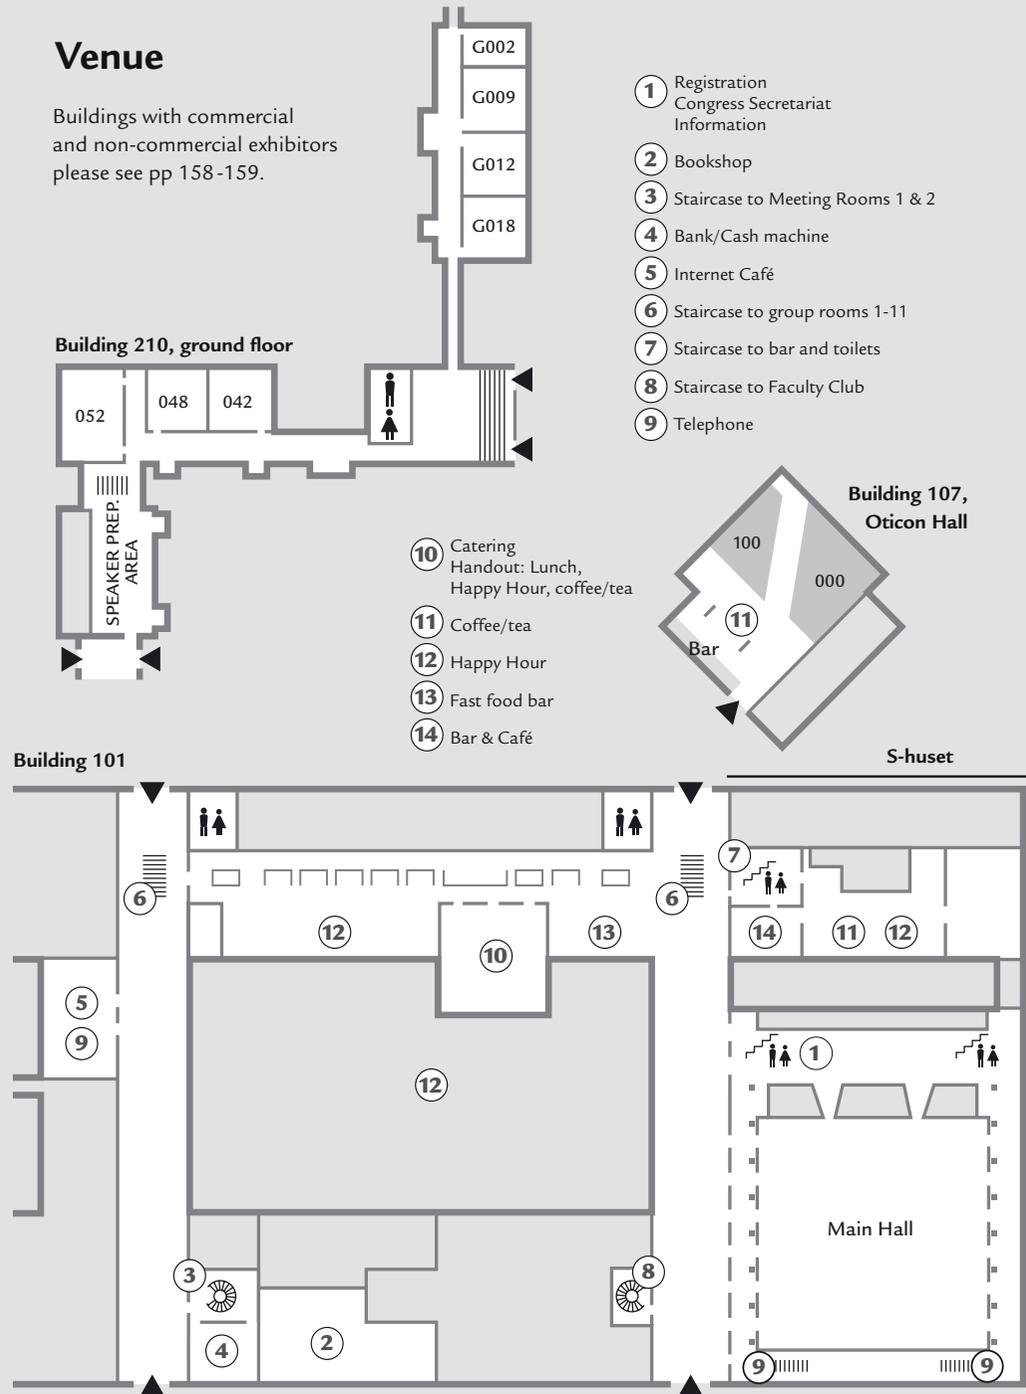 Venue
Buildings with commercial
and non-commercial exhibitors
please see pp 158-159.
G002
G009
G012
G018
1 Registration
Congress Secretariat
Information
2 Bookshop
3 Staircase to Meeting Rooms 1 & 2
4 Bank/Cash machine
5 Internet Café
6 Staircase to group rooms 1-11
7 Staircase to bar and toilets
8 Staircase to Faculty Club
9 Telephone
Building 210, ground floor
052
048
042
SPEAKER PREP.
AREA
10 Catering
Handout: Lunch,
Happy Hour, coffee/tea
11 Coffee/tea
12 Happy Hour
13 Fast food bar
14 Bar & Café
Building 107,
Oticon Hall
100
000
11
Bar
Building 101
S-huset
7
6
6
12
13
14
11
12
10
5
9
1
12
Main Hall
3
8
4
2
9
9